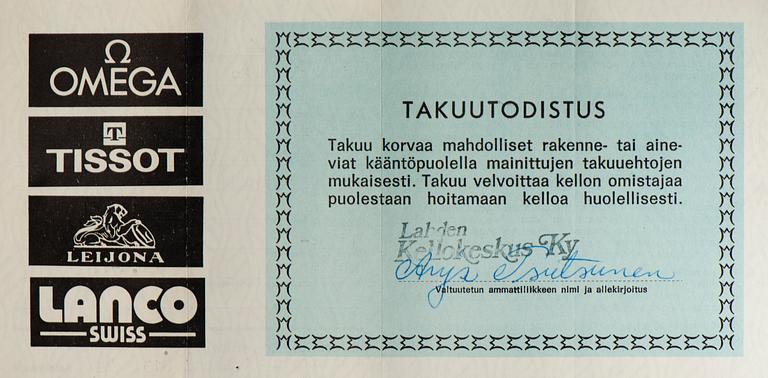 OMEGA
TISSOT
LEIJONA
LANCO
SWISS
TAKUUTODISTUS
Takuu korvaa mahdolliset rakenne- tai aine-
viat kääntöpuolella mainittujen takuuehtojen
mukaisesti. Takuu velvoittaa kellon omistajaa
puolestaan hoitamaan kelloa huolellisesti.
Lahden
Kellokeskus Ky
Valtuutetun ammattiliikkeen nimi ja allekirjoitus